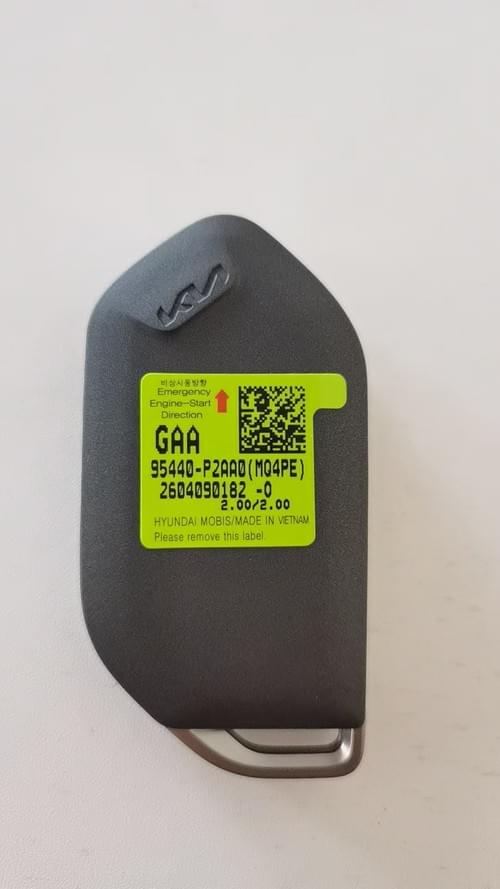 KIA
비상시동방향
Emergency
Engine-Start
Direction
GAA
95440-P2AA0(MQ4PE)
2604090182 -0
2.00/2.00
HYUNDAI MOBIS/MADE IN VIETNAM
Please remove this label.